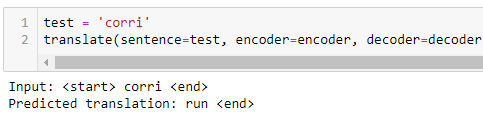 1 test = 'corri'
2 translate(sentence=test, encoder=encoder, decoder=decoder
Input: <start> corri <end>
Predicted translation: run <end>